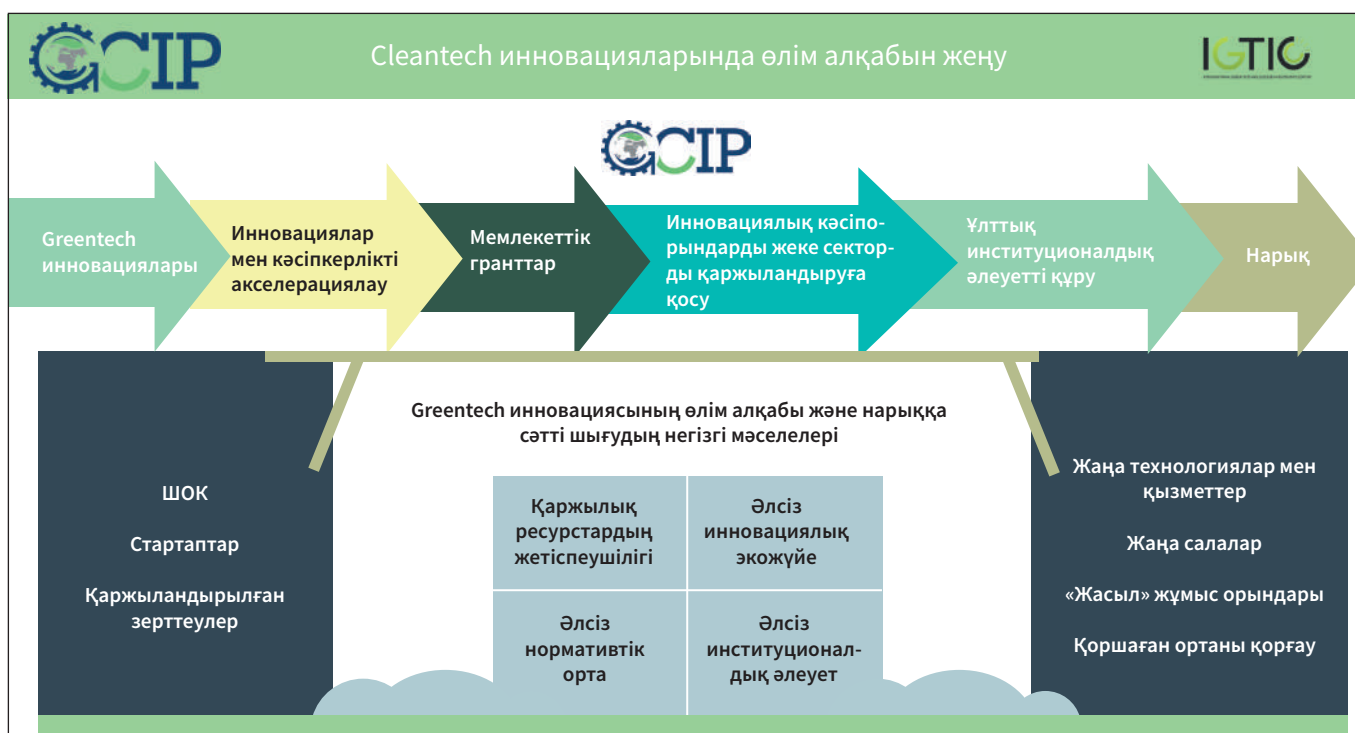 GCIP
Cleantech инновацияларында өлім алқабын жеңу
IGTIC
GCIP
Greentech
инновациялары
Инновациялар
мен кәсіпкерлікті
акселерациялау
Мемлекеттік
гранттар
Инновациялық кәсіпо-
рындарды жеке сектор-
ды қаржыландыруға
қосу
Ұлттық
институционалдық
әлеуетті құру
Нарық
Greentech инновациясының өлім алқабы және нарыққа
сәтті шығудың негізгі мәселелері
ШОК
Стартаптар
Қаржыландырылған
зерттеулер
Қаржылық
ресурстардың
жетіспеушілігі
Әлсіз
инновациялық
экожүйе
Әлсіз
нормативтік
орта
Әлсіз
институционал-
дық әлеует
Жаңа технологиялар мен
қызметтер
Жаңа салалар
«Жасыл» жұмыс орындары
Қоршаған ортаны қорғау